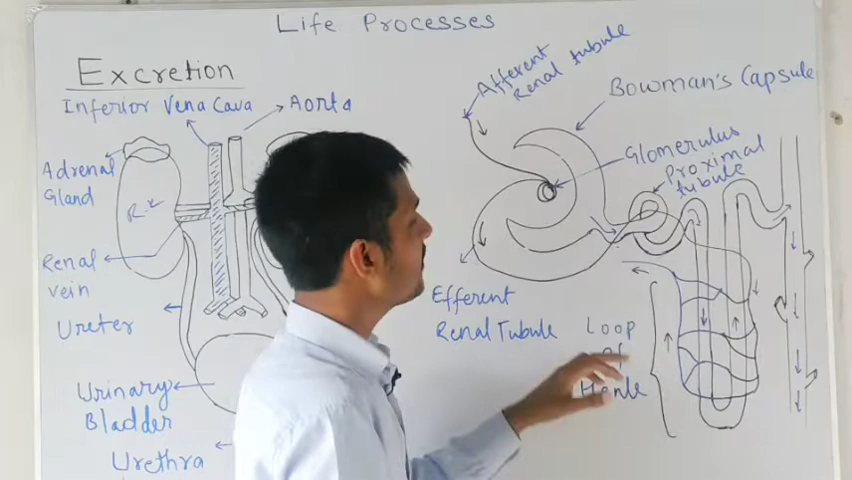 Life Processes
Excretion
Inferior Vena Cava
Aorta
Adrenal
Gland
R.
Renal
vein
Ureter
Urinary
Bladder
Urethra
Afferent
Renal tubule
Bowman's Capsule
Glomerulus
Proximal
tubule
Efferent
Renal Tubule
Loop
of
Henle
C